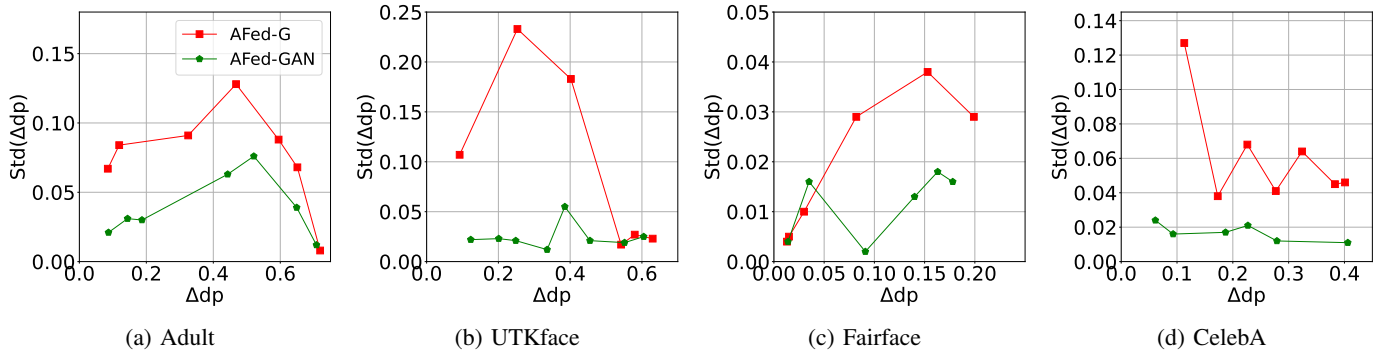 AFed-G
AFed-GAN
Std(Δdp)
0.15
0.10
0.05
0.00
0.0 0.2 0.4 0.6
Δdp
(a) Adult
Std(Δdp)
0.25
0.20
0.15
0.10
0.05
0.00
0.0 0.2 0.4 0.6
Δdp
(b) UTKface
Std(Δdp)
0.05
0.04
0.03
0.02
0.01
0.00
0.00 0.05 0.10 0.15 0.20
Δdp
(c) Fairface
Std(Δdp)
0.14
0.12
0.10
0.08
0.06
0.04
0.02
0.00
0.0 0.1 0.2 0.3 0.4
Δdp
(d) CelebA